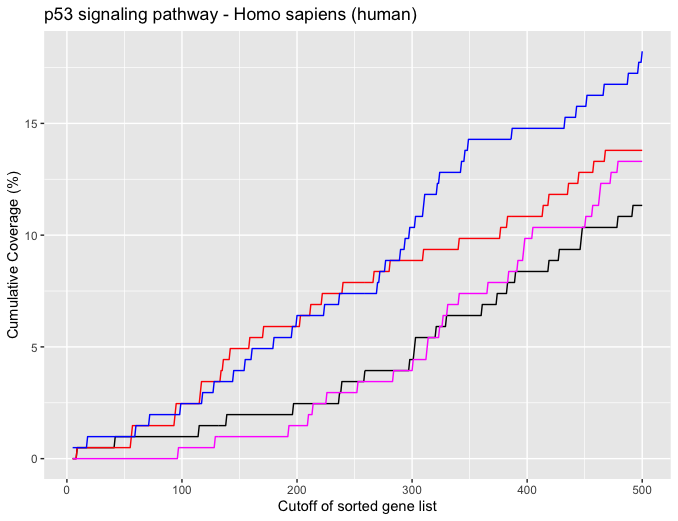 p53 signaling pathway - Homo sapiens (human)
Cumulative Coverage (%)
15
10
5
0
0 100 200 300 400 500
Cutoff of sorted gene list